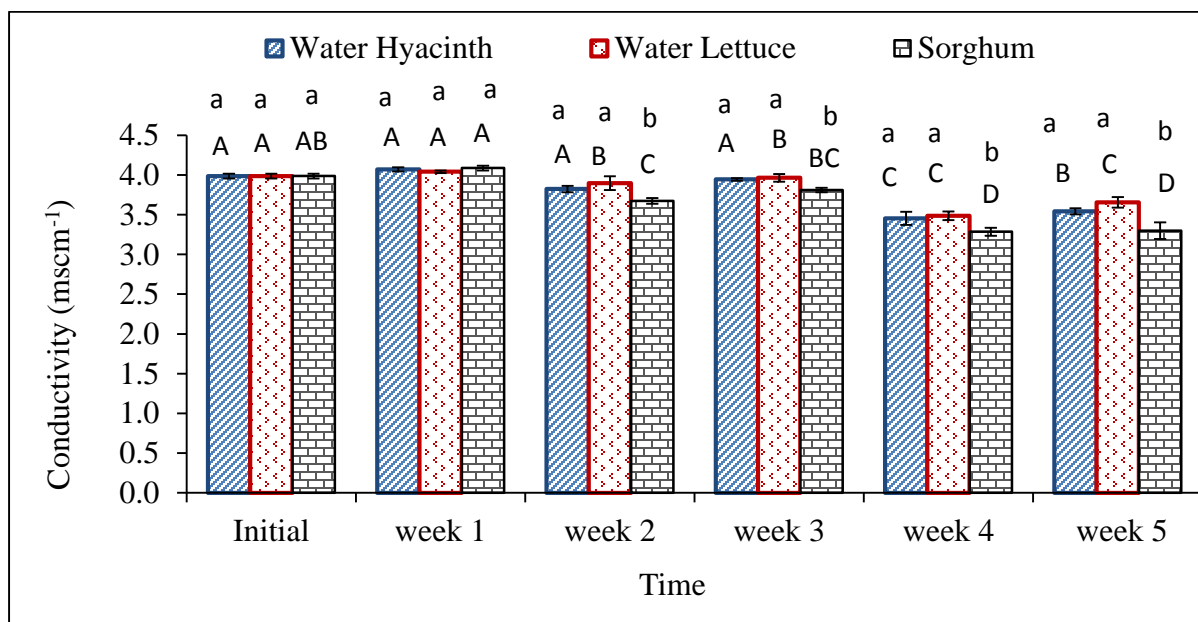 Water Hyacinth Water Lettuce Sorghum
a a a a a a a a b a a b a a b a a b
A A AB A A A A B C A B BC C C D B C D
4.5
4.0
3.5
3.0
2.5
2.0
1.5
1.0
0.5
0.0
Conductivity (mscm-1)
Initial week 1 week 2 week 3 week 4 week 5
Time